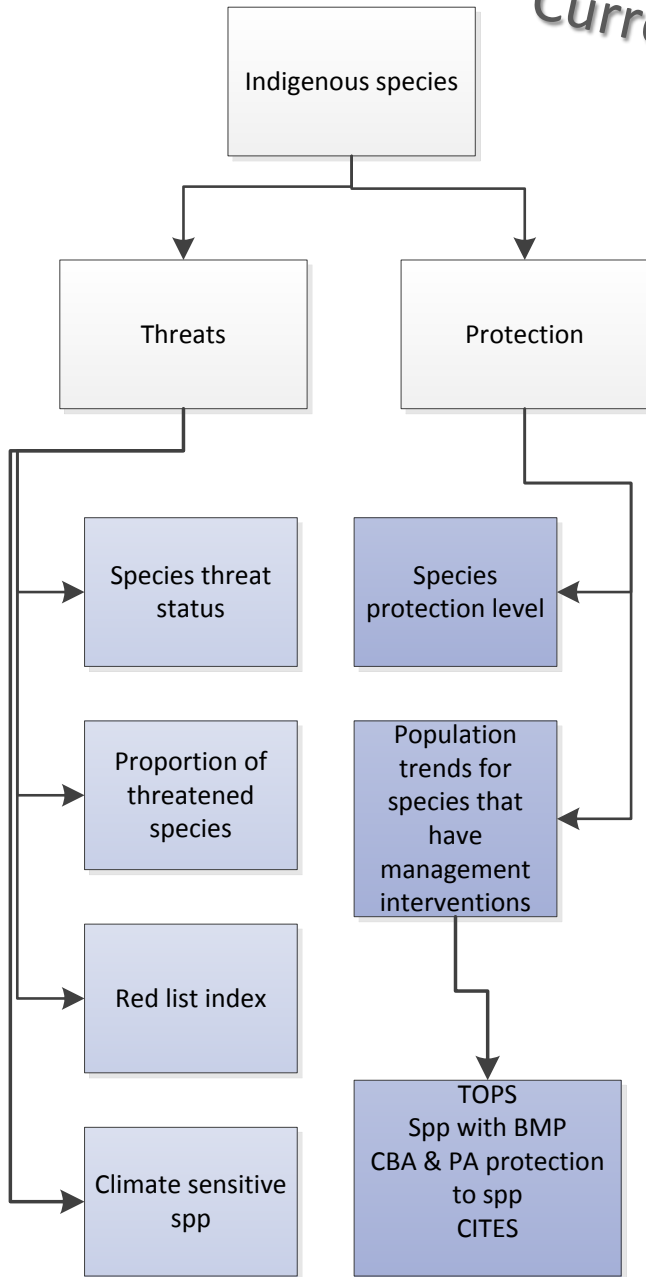 Indigenous species
Threats
Protection
Species threat
status
Species
protection level
Proportion of
threatened
species
Population
trends for
species that
have
management
interventions
Red list index
Climate sensitive
spp
TOPS
Spp with BMP
CBA & PA protection
to spp
CITES